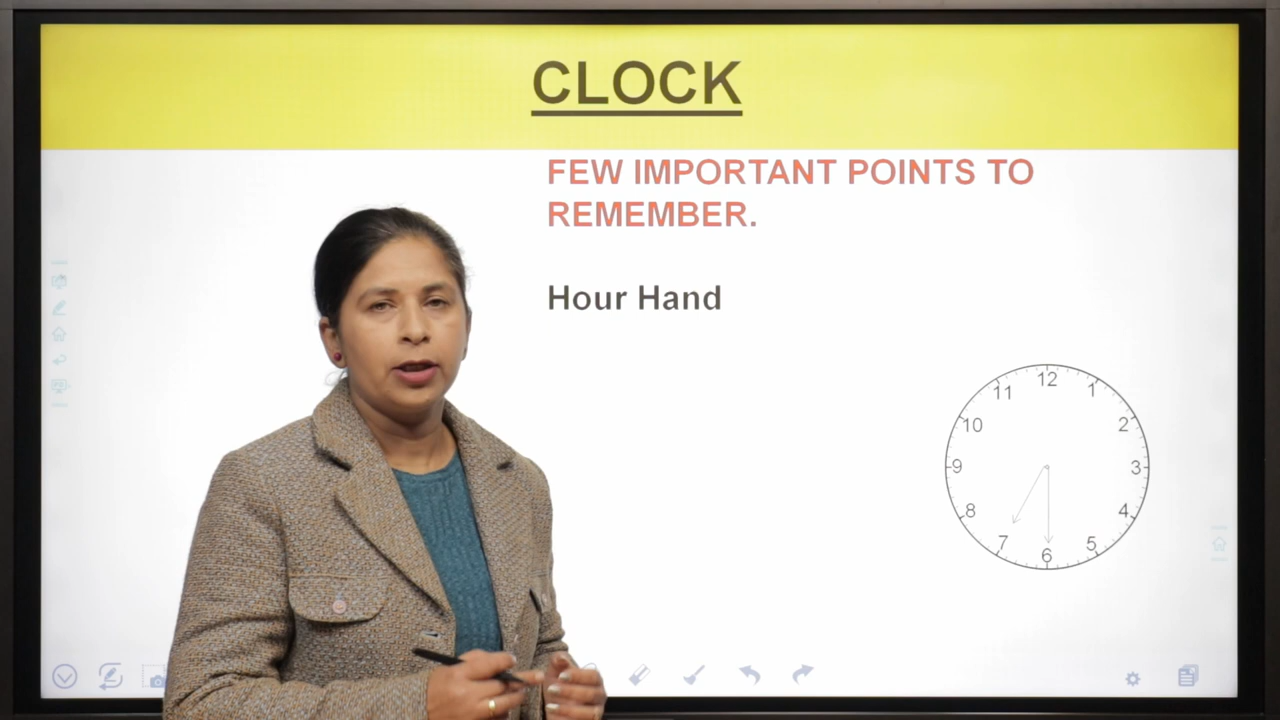 CLOCK
FEW IMPORTANT POINTS TO
REMEMBER.
Hour Hand
12
11 1
10 2
9 3
8 4
7 5
6